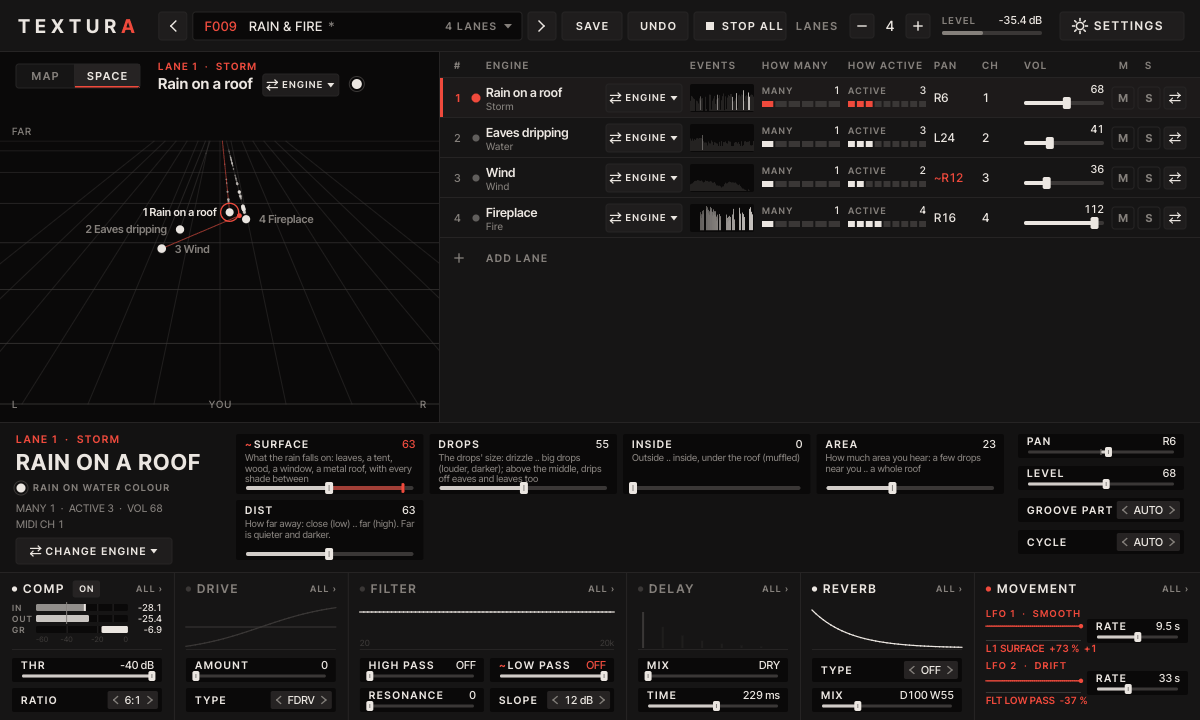 TEXTURA
F009 RAIN & FIRE * 4 LANES
SAVE
UNDO
STOP ALL
LANES
4
LEVEL -35.4 dB
SETTINGS
MAP
SPACE
LANE 1 · STORM
Rain on a roof
ENGINE
FAR
1 Rain on a roof
4 Fireplace
2 Eaves dripping
3 Wind
L
YOU
R
# ENGINE EVENTS HOW MANY HOW ACTIVE PAN CH VOL M S
1 Rain on a roof ENGINE MANY 1 ACTIVE 3 R6 1 68 M S
Storm
2 Eaves dripping ENGINE MANY 1 ACTIVE 3 L24 2 41 M S
Water
3 Wind ENGINE MANY 1 ACTIVE 2 ~R12 3 36 M S
Wind
4 Fireplace ENGINE MANY 1 ACTIVE 4 R16 4 112 M S
Fire
+ ADD LANE
LANE 1 · STORM
RAIN ON A ROOF
RAIN ON WATER COLOUR
MANY 1 · ACTIVE 3 · VOL 68
MIDI CH 1
CHANGE ENGINE
~SURFACE 63
What the rain falls on: leaves, a tent,
wood, a window, a metal roof, with every
shade between
DROPS 55
The drops' size: drizzle .. big drops
(louder, darker); above the middle, drips
off eaves and leaves too
INSIDE 0
Outside .. inside, under the roof (muffled)
AREA 23
How much area you hear: a few drops
near you .. a whole roof
DIST 63
How far away: close (low) .. far (high). Far
is quieter and darker.
PAN R6
LEVEL 68
GROOVE PART < AUTO >
CYCLE < AUTO >
COMP ON ALL ›
IN -28.1
OUT -25.4
GR -6.9
-60 -40 -20 0
THR -40 dB
RATIO < 6:1 >
DRIVE ALL ›
AMOUNT 0
TYPE < FDRV >
FILTER ALL ›
20 20k
HIGH PASS OFF
~LOW PASS OFF
RESONANCE 0
SLOPE < 12 dB >
DELAY ALL ›
MIX DRY
TIME 229 ms
REVERB ALL ›
TYPE < OFF >
MIX D100 W55
MOVEMENT ALL ›
LFO 1 · SMOOTH
RATE 9.5 s
L1 SURFACE +73 % +1
LFO 2 · DRIFT
RATE 33 s
FLT LOW PASS -37 %